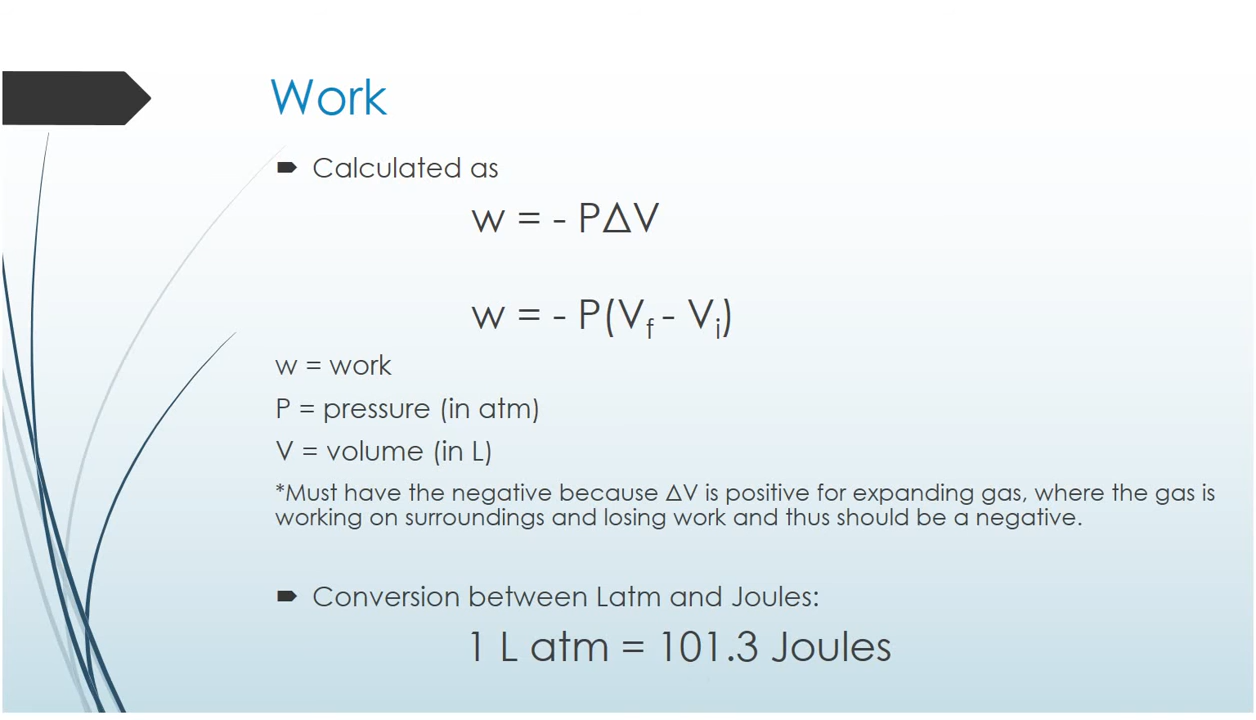 Work
Calculated as
w = - PΔV
w = - P(Vf - Vi)
w = work
P = pressure (in atm)
V = volume (in L)
*Must have the negative because ΔV is positive for expanding gas, where the gas is
working on surroundings and losing work and thus should be a negative.
Conversion between Latm and Joules:
1 L atm = 101.3 Joules